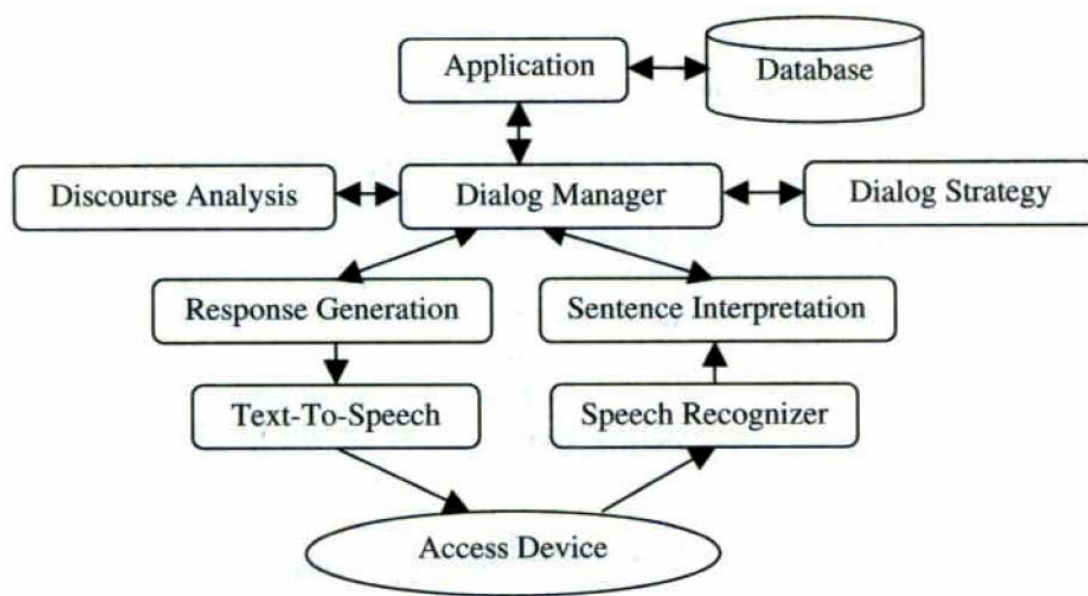 Application
Database
Discourse Analysis
Dialog Manager
Dialog Strategy
Response Generation
Sentence Interpretation
Text-To-Speech
Speech Recognizer
Access Device